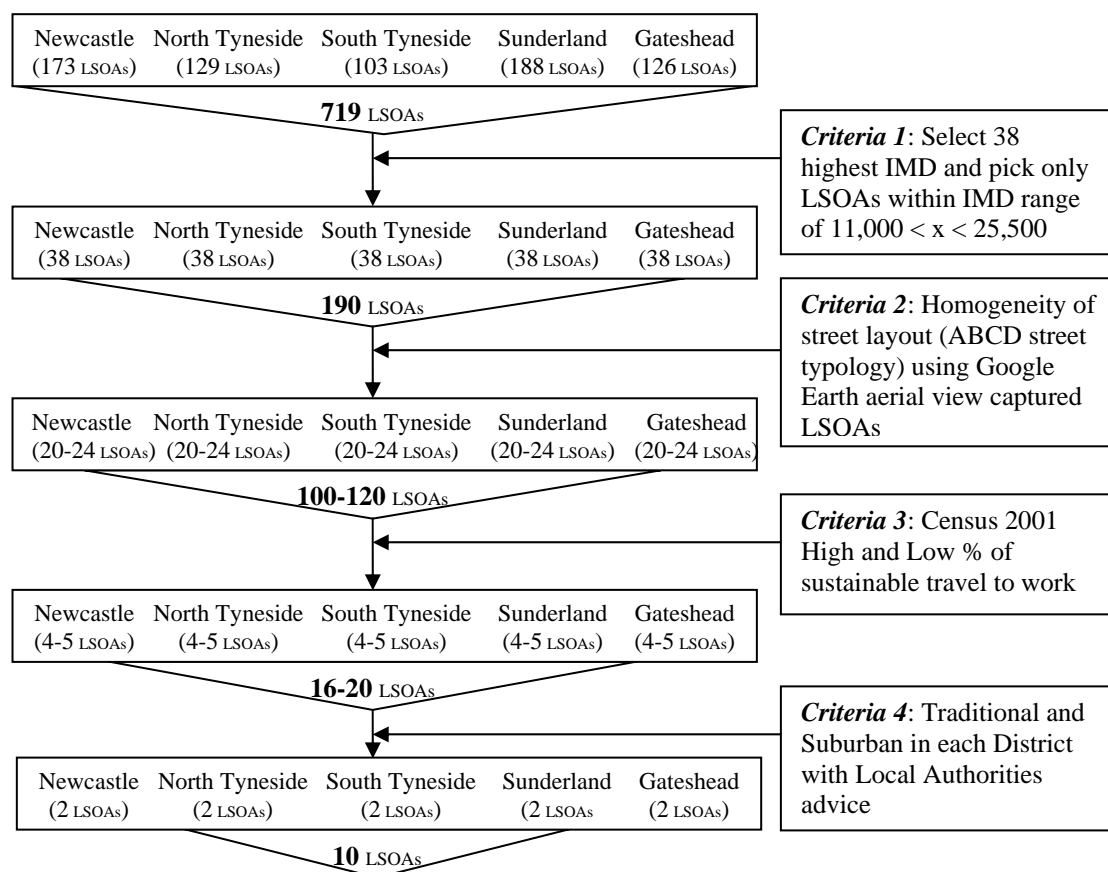 Newcastle North Tyneside South Tyneside Sunderland Gateshead
(173 LSOAs) (129 LSOAs) (103 LSOAs) (188 LSOAs) (126 LSOAs)
719 LSOAs
Criteria 1: Select 38
highest IMD and pick only
LSOAs within IMD range
of 11,000 < x < 25,500
Newcastle North Tyneside South Tyneside Sunderland Gateshead
(38 LSOAs) (38 LSOAs) (38 LSOAs) (38 LSOAs) (38 LSOAs)
190 LSOAs
Criteria 2: Homogeneity of
street layout (ABCD street
typology) using Google
Earth aerial view captured
LSOAs
Newcastle North Tyneside South Tyneside Sunderland Gateshead
(20-24 LSOAs) (20-24 LSOAs) (20-24 LSOAs) (20-24 LSOAs) (20-24 LSOAs)
100-120 LSOAs
Criteria 3: Census 2001
High and Low % of
sustainable travel to work
Newcastle North Tyneside South Tyneside Sunderland Gateshead
(4-5 LSOAs) (4-5 LSOAs) (4-5 LSOAs) (4-5 LSOAs) (4-5 LSOAs)
16-20 LSOAs
Criteria 4: Traditional and
Suburban in each District
with Local Authorities
advice
Newcastle North Tyneside South Tyneside Sunderland Gateshead
(2 LSOAs) (2 LSOAs) (2 LSOAs) (2 LSOAs (2 LSOAs)
10 LSOAs